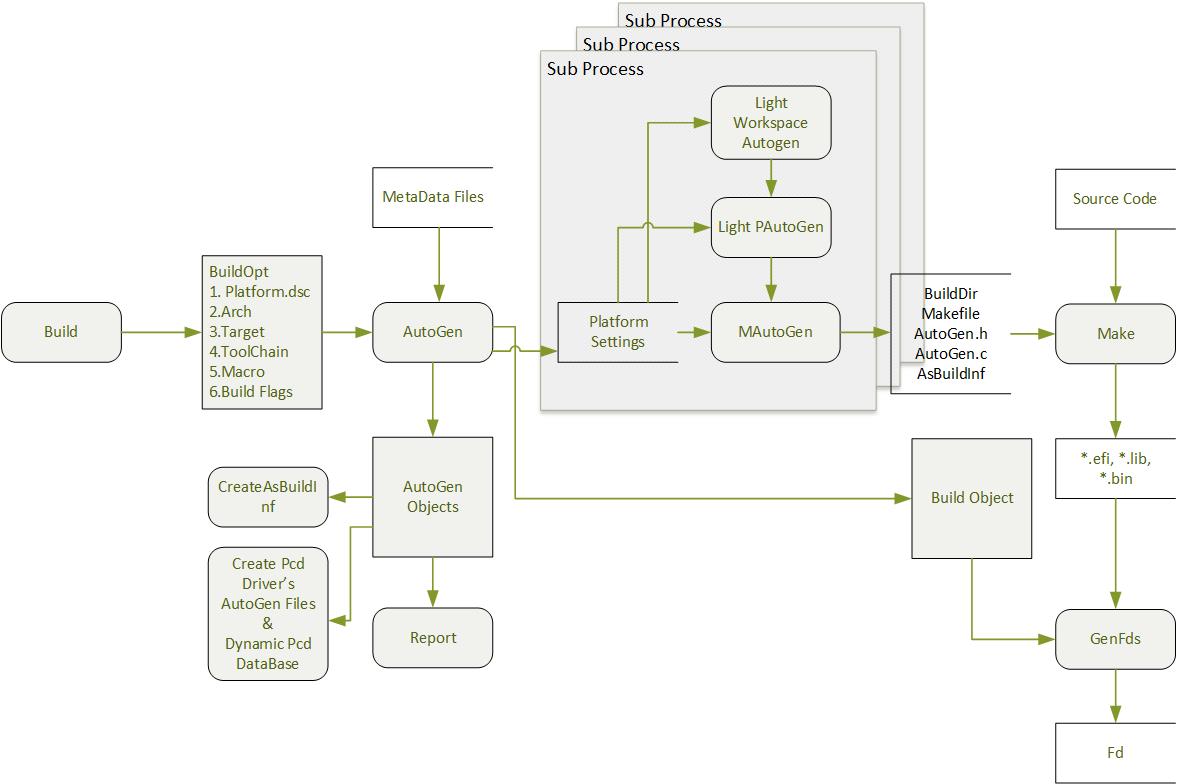 Sub Process
Sub Process
Sub Process
Light
Workspace
Autogen
MetaData Files
Source Code
Light PAutoGen
BuildOpt
1. Platform.dsc
2.Arch
3.Target
4.ToolChain
5.Macro
6.Build Flags
Build
AutoGen
Platform
Settings
MAutoGen
BuildDir
Makefile
AutoGen.h
AutoGen.c
AsBuildInf
Make
CreateAsBuildI
nf
AutoGen
Objects
Build Object
*.efi, *.lib,
*.bin
Create Pcd
Driver’s
AutoGen Files
&
Dynamic Pcd
DataBase
Report
GenFds
Fd